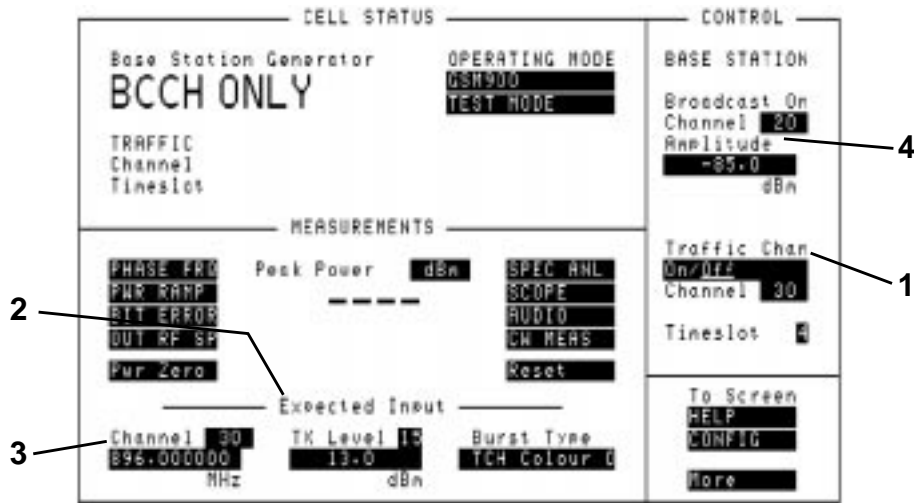 CELL STATUS
Base Station Generator
BCCH ONLY
TRAFFIC
Channel
Timeslot
OPERATING MODE
GSM900
TEST MODE
CONTROL
BASE STATION
Broadcast On
Channel 20
Amplitude
-85.0
dBm
4
Traffic Chan
On/Off
Channel 30
Timeslot 4
1
MEASUREMENTS
PHASE FRQ
PWR RAMP
BIT ERROR
OUT RF SP
Pwr Zero
Peak Power dBm
----
SPEC ANL
SCOPE
AUDIO
CW MEAS
Reset
2
Expected Input
3
Channel 30
896.000000
MHz
TX Level 15
13.0
dBm
Burst Type
TCH Colour 0
To Screen
HELP
CONFIG
More